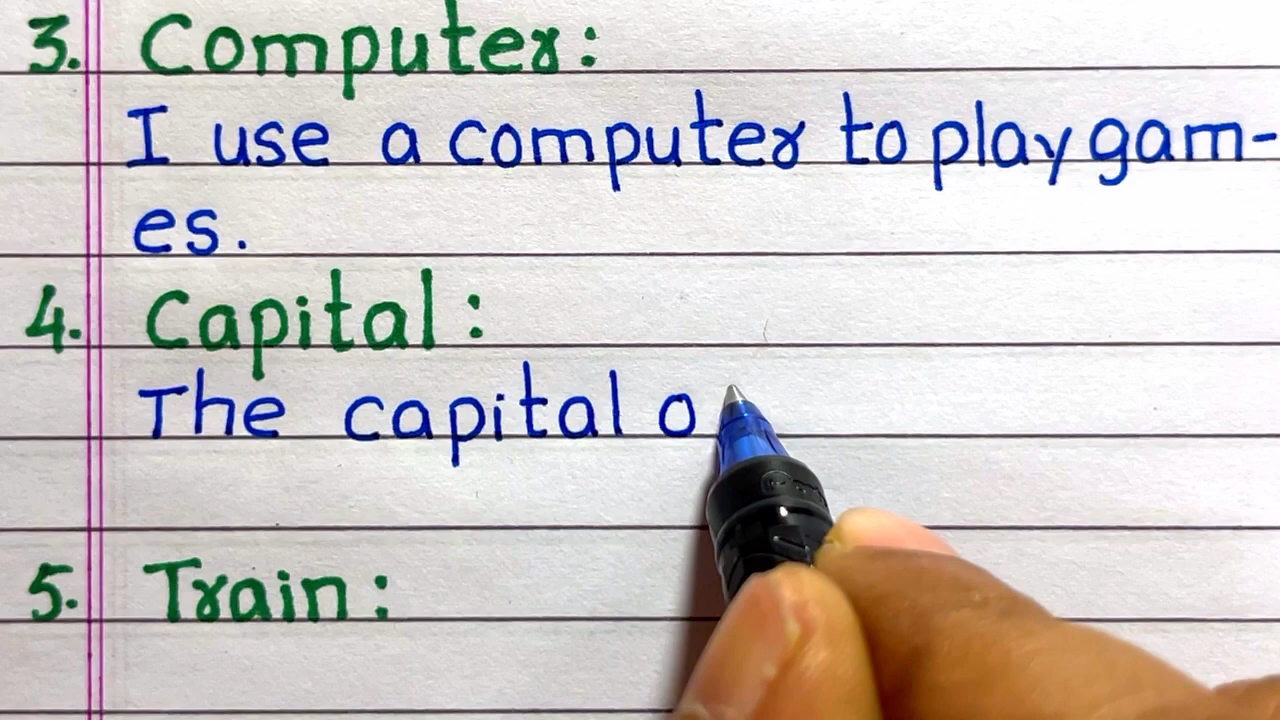 3. Computer:
I use a computer to play gam-
es.
4. Capital:
The capital o
5. Train: